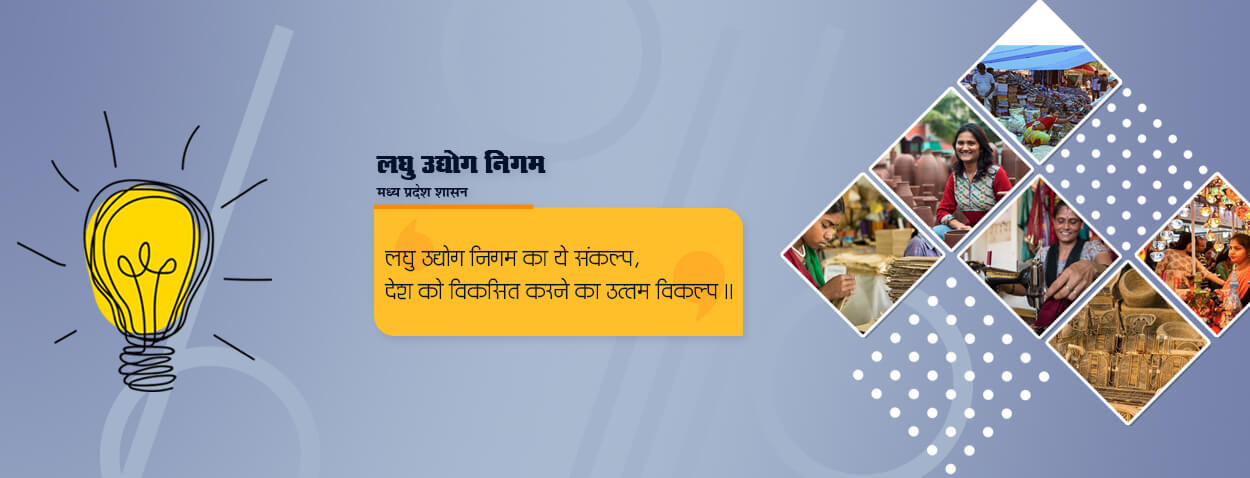 लघु उद्योग निगम
मध्य प्रदेश शासन
लघु उद्योग निगम का ये संकल्प,
देश को विकसित करने का उत्तम विकल्प॥